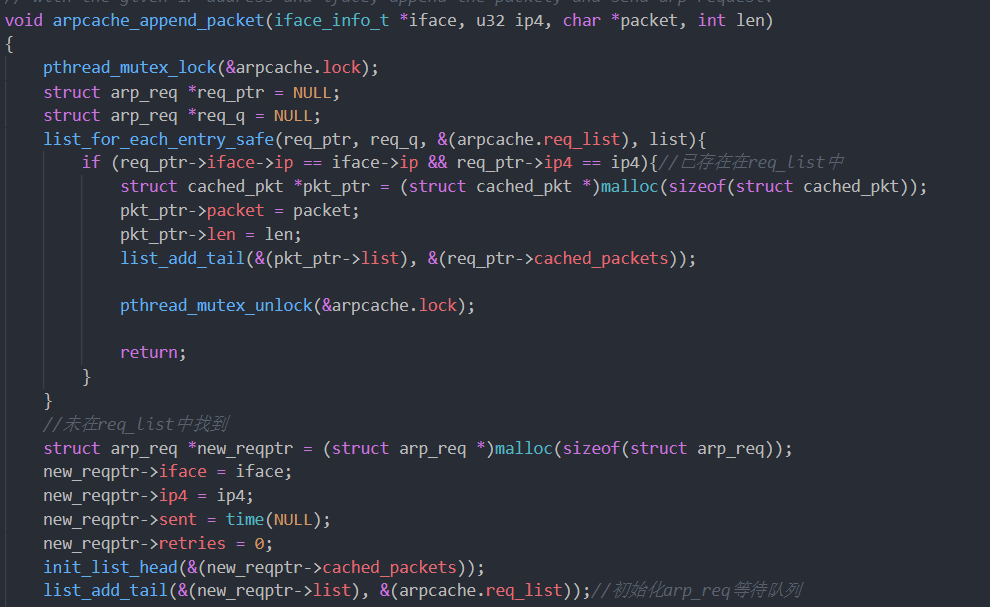 // with the given ip address and iface, append the packet, and send arp request.
void arpcache_append_packet(iface_info_t *iface, u32 ip4, char *packet, int len)
{
    pthread_mutex_lock(&arpcache.lock);
    struct arp_req *req_ptr = NULL;
    struct arp_req *req_q = NULL;
    list_for_each_entry_safe(req_ptr, req_q, &(arpcache.req_list), list){
        if (req_ptr->iface->ip == iface->ip && req_ptr->ip4 == ip4){//已存在在req_list中
            struct cached_pkt *pkt_ptr = (struct cached_pkt *)malloc(sizeof(struct cached_pkt));
            pkt_ptr->packet = packet;
            pkt_ptr->len = len;
            list_add_tail(&(pkt_ptr->list), &(req_ptr->cached_packets));
            pthread_mutex_unlock(&arpcache.lock);
            return;
        }
    }
    //未在req_list中找到
    struct arp_req *new_reqptr = (struct arp_req *)malloc(sizeof(struct arp_req));
    new_reqptr->iface = iface;
    new_reqptr->ip4 = ip4;
    new_reqptr->sent = time(NULL);
    new_reqptr->retries = 0;
    init_list_head(&(new_reqptr->cached_packets));
    list_add_tail(&(new_reqptr->list), &(arpcache.req_list));//初始化arp_req等待队列